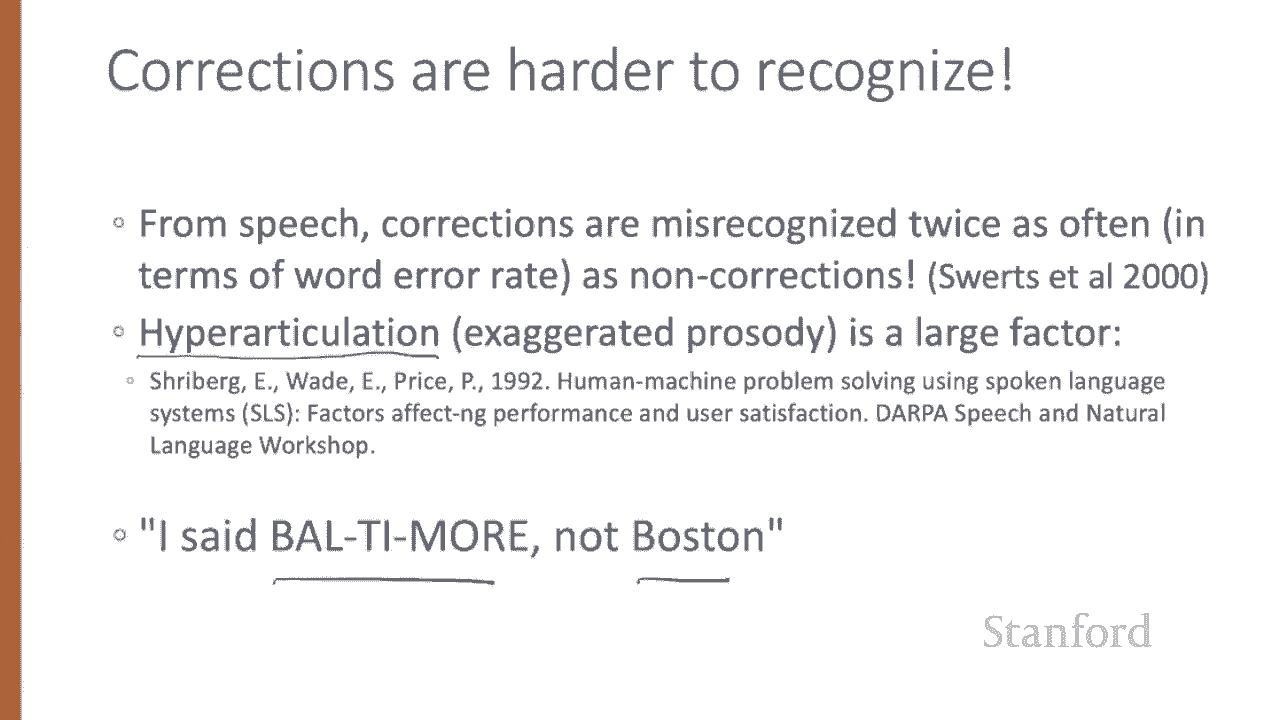 Corrections are harder to recognize!
◦ From speech, corrections are misrecognized twice as often (in
terms of word error rate) as non-corrections! (Swerts et al 2000)
◦ Hyperarticulation (exaggerated prosody) is a large factor:
◦ Shriberg, E., Wade, E., Price, P., 1992. Human-machine problem solving using spoken language
systems (SLS): Factors affect-ng performance and user satisfaction. DARPA Speech and Natural
Language Workshop.
◦ "I said BAL-TI-MORE, not Boston"
Stanford